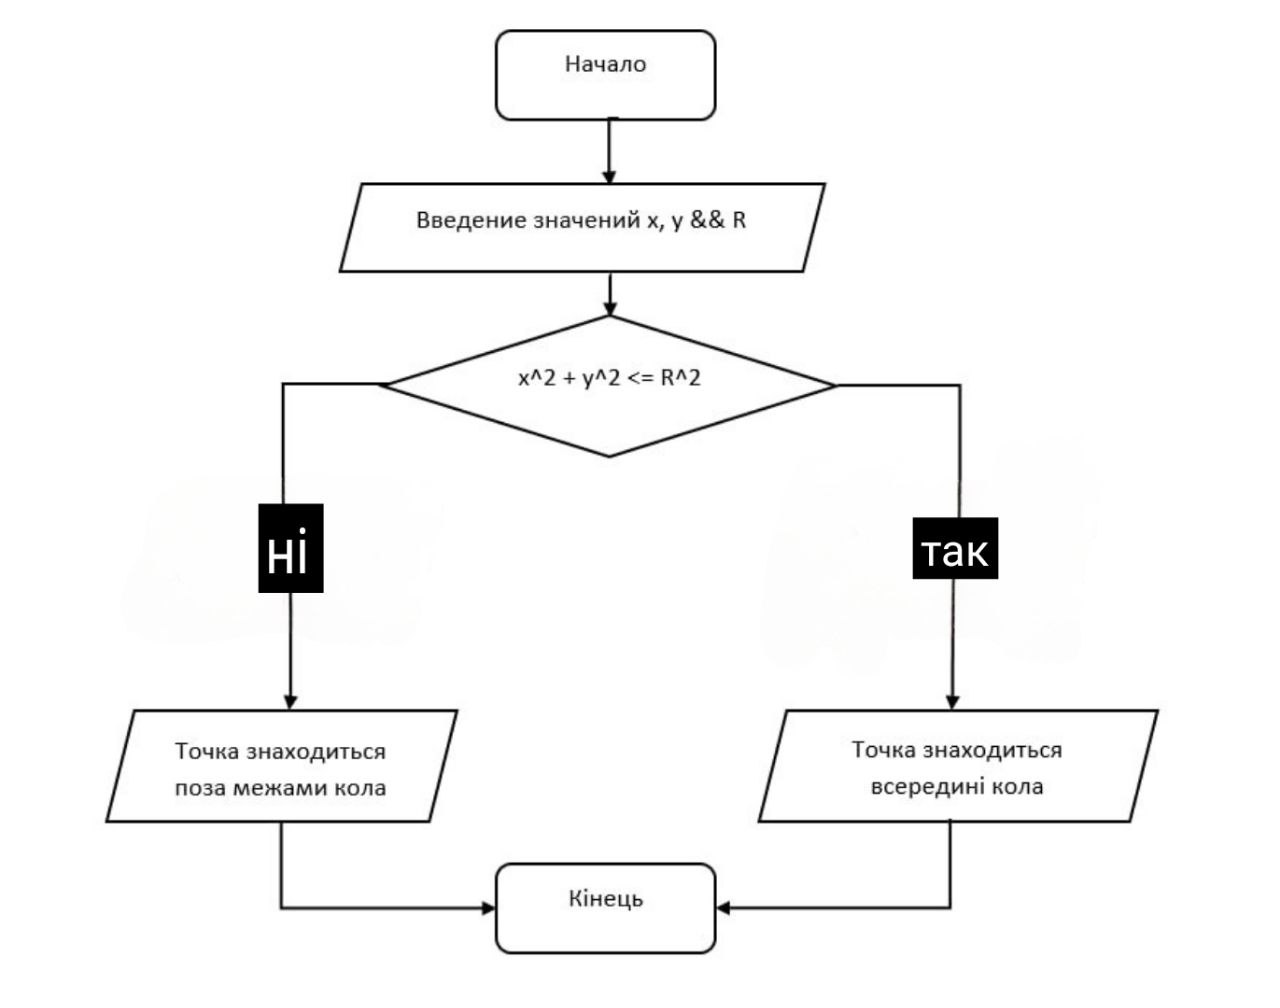 Начало
Введение значений x, y && R
x^2 + y^2 <= R^2
ні
так
Точка знаходиться
поза межами кола
Точка знаходиться
всередині кола
Кінець